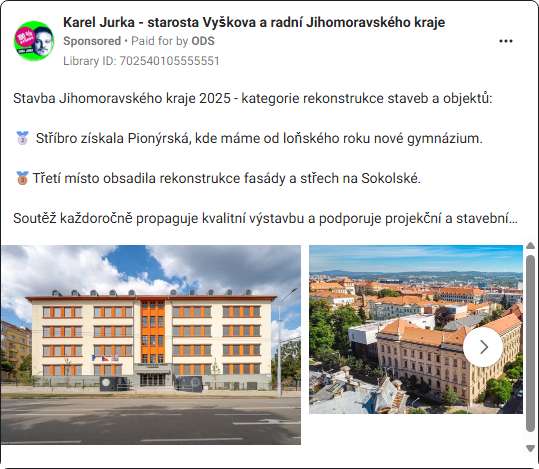 Karel Jurka - starosta Vyškova a radní Jihomoravského kraje
Sponsored • Paid for by ODS
Library ID: 702540105555551
Stavba Jihomoravského kraje 2025 - kategorie rekonstrukce staveb a objektů:
🥈 Stříbro získala Pionýrská, kde máme od loňského roku nové gymnázium.
🥉Třetí místo obsadila rekonstrukce fasády a střech na Sokolské.
Soutěž každoročně propaguje kvalitní výstavbu a podporuje projekční a stavební…